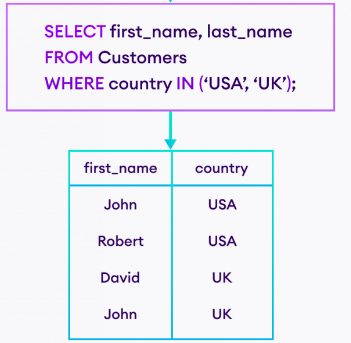 SELECT first_name, last_name
FROM Customers
WHERE country IN (‘USA’, ‘UK’);
first_name country
John USA
Robert USA
David UK
John UK